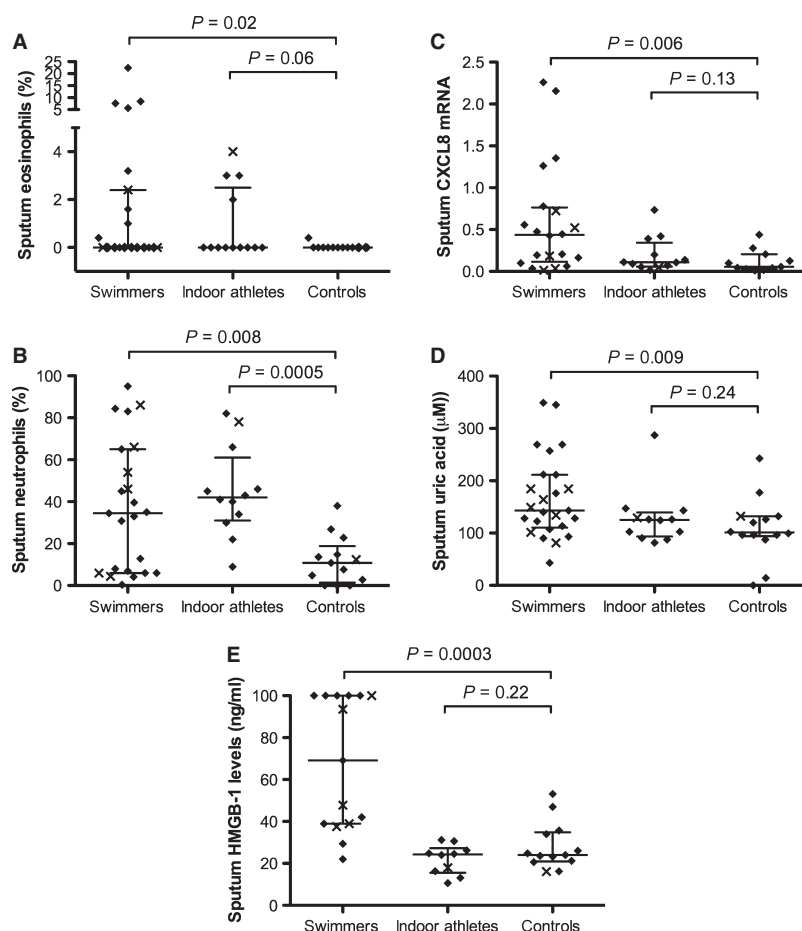 A
P = 0.02
P = 0.06
Sputum eosinophils (%)
25
20
15
10
5
4
2
0
Swimmers Indoor athletes Controls
C
P = 0.006
P = 0.13
Sputum CXCL8 mRNA
2.5
2.0
1.5
1.0
0.5
0.0
Swimmers Indoor athletes Controls
B
P = 0.008
P = 0.0005
Sputum neutrophils (%)
100
80
60
40
20
0
Swimmers Indoor athletes Controls
D
P = 0.009
P = 0.24
Sputum uric acid (μM))
400
300
200
100
0
Swimmers Indoor athletes Controls
E
P = 0.0003
P = 0.22
Sputum HMGB-1 levels (ng/ml)
100
80
60
40
20
0
Swimmers Indoor athletes Controls